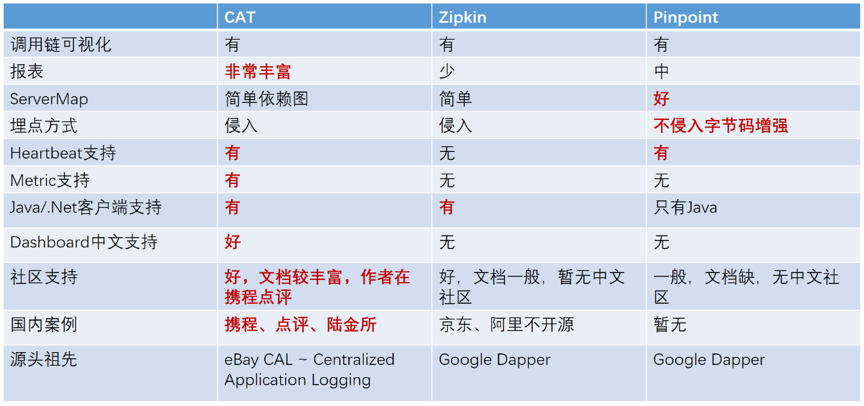 CAT Zipkin Pinpoint
调用链可视化 有 有 有
报表 非常丰富 少 中
ServerMap 简单依赖图 简单 好
埋点方式 侵入 侵入 不侵入字节码增强
Heartbeat支持 有 无 有
Metric支持 有 无 无
Java/.Net客户端支持 有 有 只有Java
Dashboard中文支持 好 无 无
社区支持 好，文档较丰富，作者在 好，文档一般，暂无中文 一般，文档缺，无中文社
携程点评 社区 区
国内案例 携程、点评、陆金所 京东、阿里不开源 暂无
源头祖先 eBay CAL ~ Centralized Google Dapper Google Dapper
Application Logging